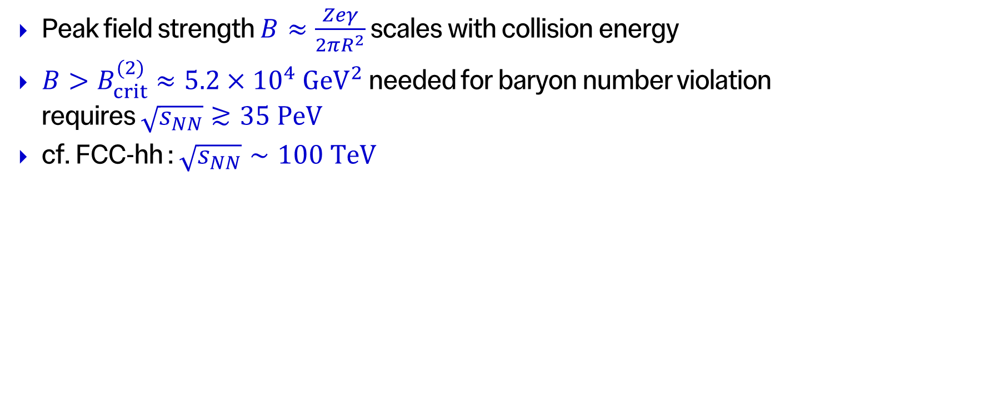 Peak field strength B ≈ Zeγ/2πR² scales with collision energy
B > B_crit^(2) ≈ 5.2 × 10⁴ GeV² needed for baryon number violation
requires √s_NN ≳ 35 PeV
cf. FCC-hh: √s_NN ~ 100 TeV